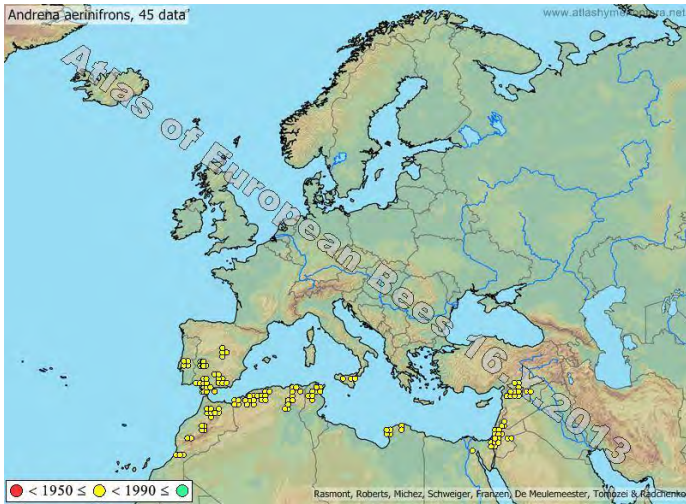 Andrena aerinifrons, 45 data
www.atlashymenoptera.net
Atlas of European Bees 16.X.2013
< 1950 ≤ < 1990 ≤
Rasmont, Roberts, Michez, Schweiger, Franzen, De Meulemeester, Tomozei & Radchenko